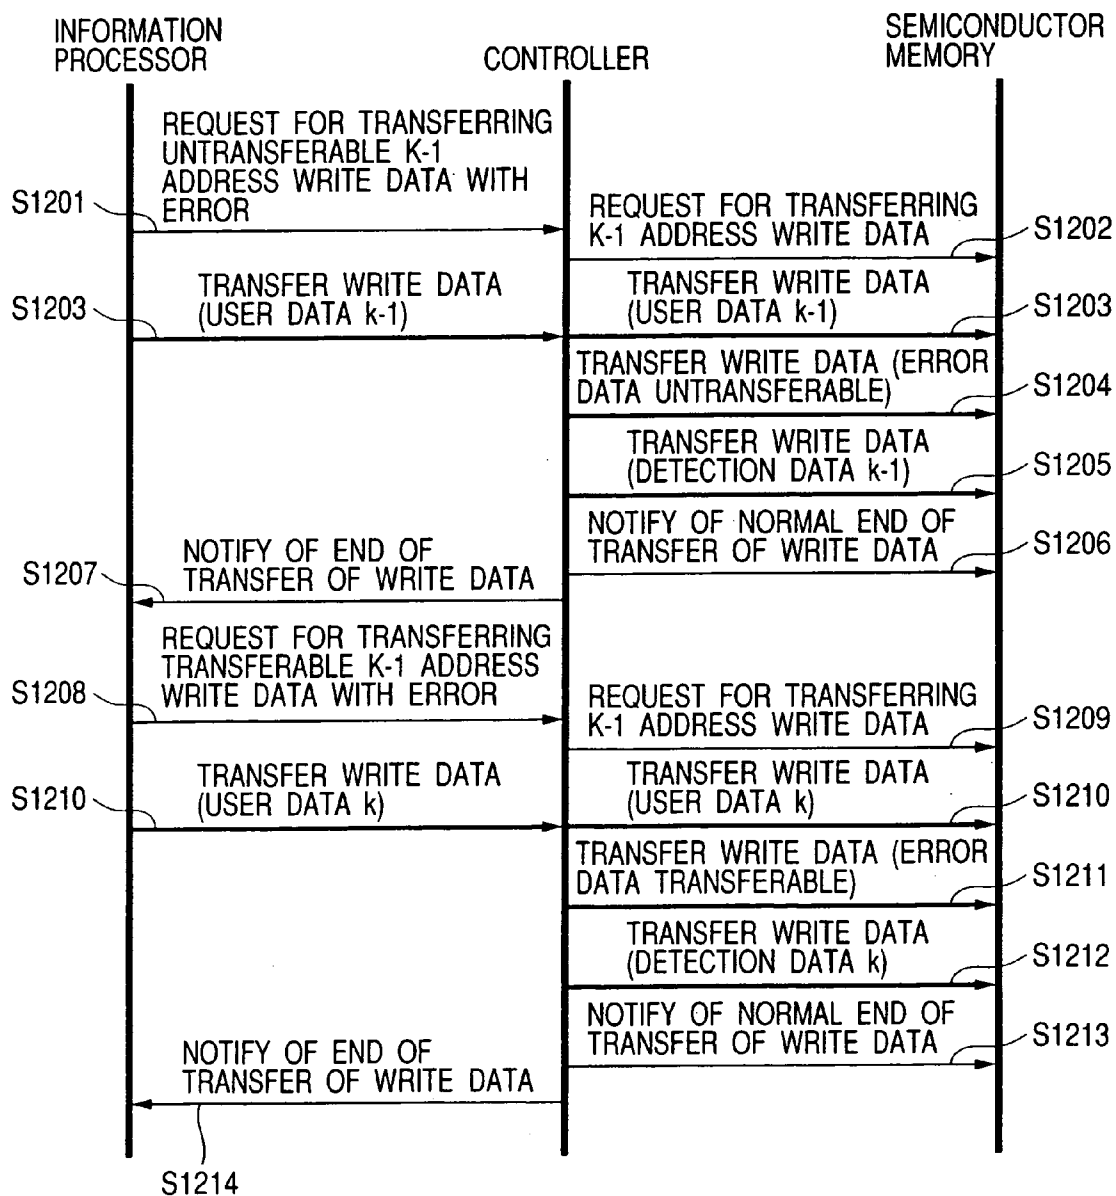 INFORMATION
PROCESSOR
CONTROLLER
SEMICONDUCTOR
MEMORY
REQUEST FOR TRANSFERRING
UNTRANSFERABLE K-1
ADDRESS WRITE DATA WITH
ERROR
S1201
REQUEST FOR TRANSFERRING
K-1 ADDRESS WRITE DATA
S1202
TRANSFER WRITE DATA
(USER DATA k-1)
S1203
TRANSFER WRITE DATA
(USER DATA k-1)
S1203
TRANSFER WRITE DATA (ERROR
DATA UNTRANSFERABLE)
S1204
TRANSFER WRITE DATA
(DETECTION DATA k-1)
S1205
NOTIFY OF NORMAL END OF
TRANSFER OF WRITE DATA
S1206
NOTIFY OF END OF
TRANSFER OF WRITE DATA
S1207
REQUEST FOR TRANSFERRING
TRANSFERABLE K-1 ADDRESS
WRITE DATA WITH ERROR
S1208
REQUEST FOR TRANSFERRING
K-1 ADDRESS WRITE DATA
S1209
TRANSFER WRITE DATA
(USER DATA k)
S1210
TRANSFER WRITE DATA
(USER DATA k)
S1210
TRANSFER WRITE DATA (ERROR
DATA TRANSFERABLE)
S1211
TRANSFER WRITE DATA
(DETECTION DATA k)
S1212
NOTIFY OF NORMAL END OF
TRANSFER OF WRITE DATA
S1213
NOTIFY OF END OF
TRANSFER OF WRITE DATA
S1214